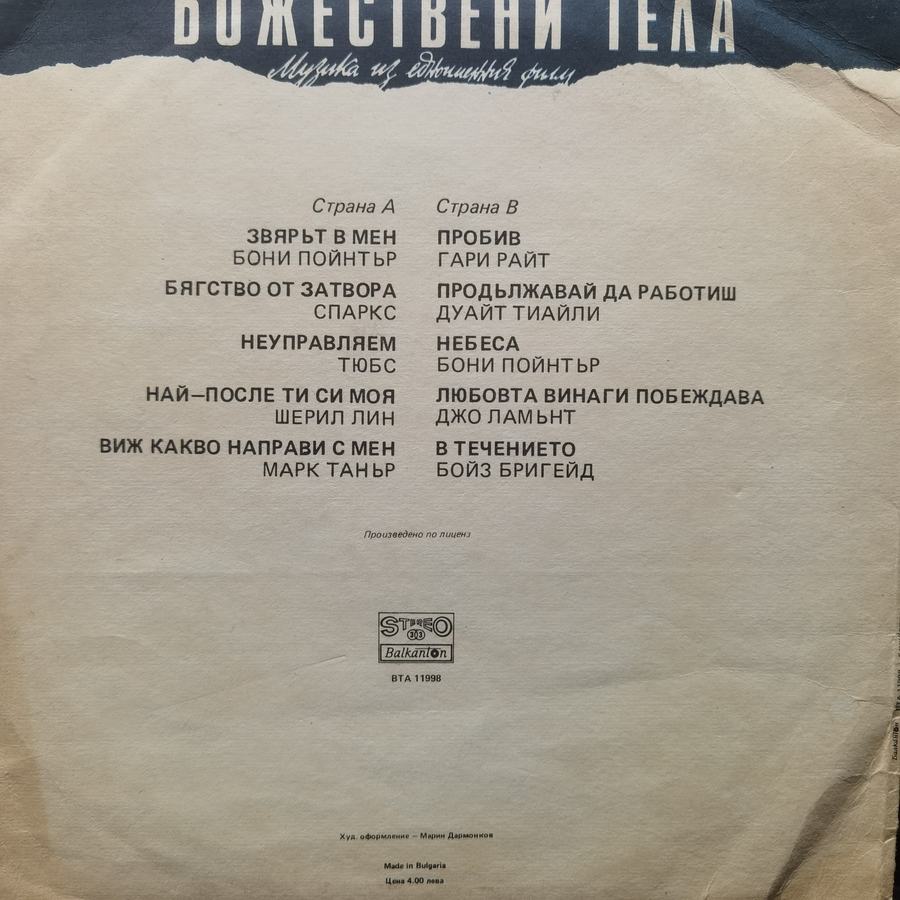 БОЖЕСТВЕНИ ТЕЛА
Музика из едноименния филм
Страна А
ЗВЯРЪТ В МЕН
БОНИ ПОЙНТЪР
БЯГСТВО ОТ ЗАТВОРА
СПАРКС
НЕУПРАВЛЯЕМ
ТЮБС
НАЙ–ПОСЛЕ ТИ СИ МОЯ
ШЕРИЛ ЛИН
ВИЖ КАКВО НАПРАВИ С МЕН
МАРК ТАНЪР
Страна В
ПРОБИВ
ГАРИ РАЙТ
ПРОДЪЛЖАВАЙ ДА РАБОТИШ
ДУАЙТ ТИАЙЛИ
НЕБЕСА
БОНИ ПОЙНТЪР
ЛЮБОВТА ВИНАГИ ПОБЕЖДАВА
ДЖО ЛАМЪНТ
В ТЕЧЕНИЕТО
БОЙЗ БРИГЕЙД
Произведено по лиценз
STEREO
33
Balkanton
ВТА 11998
Худ. оформление – Марин Дармонков
Made in Bulgaria
Цена 4.00 лева